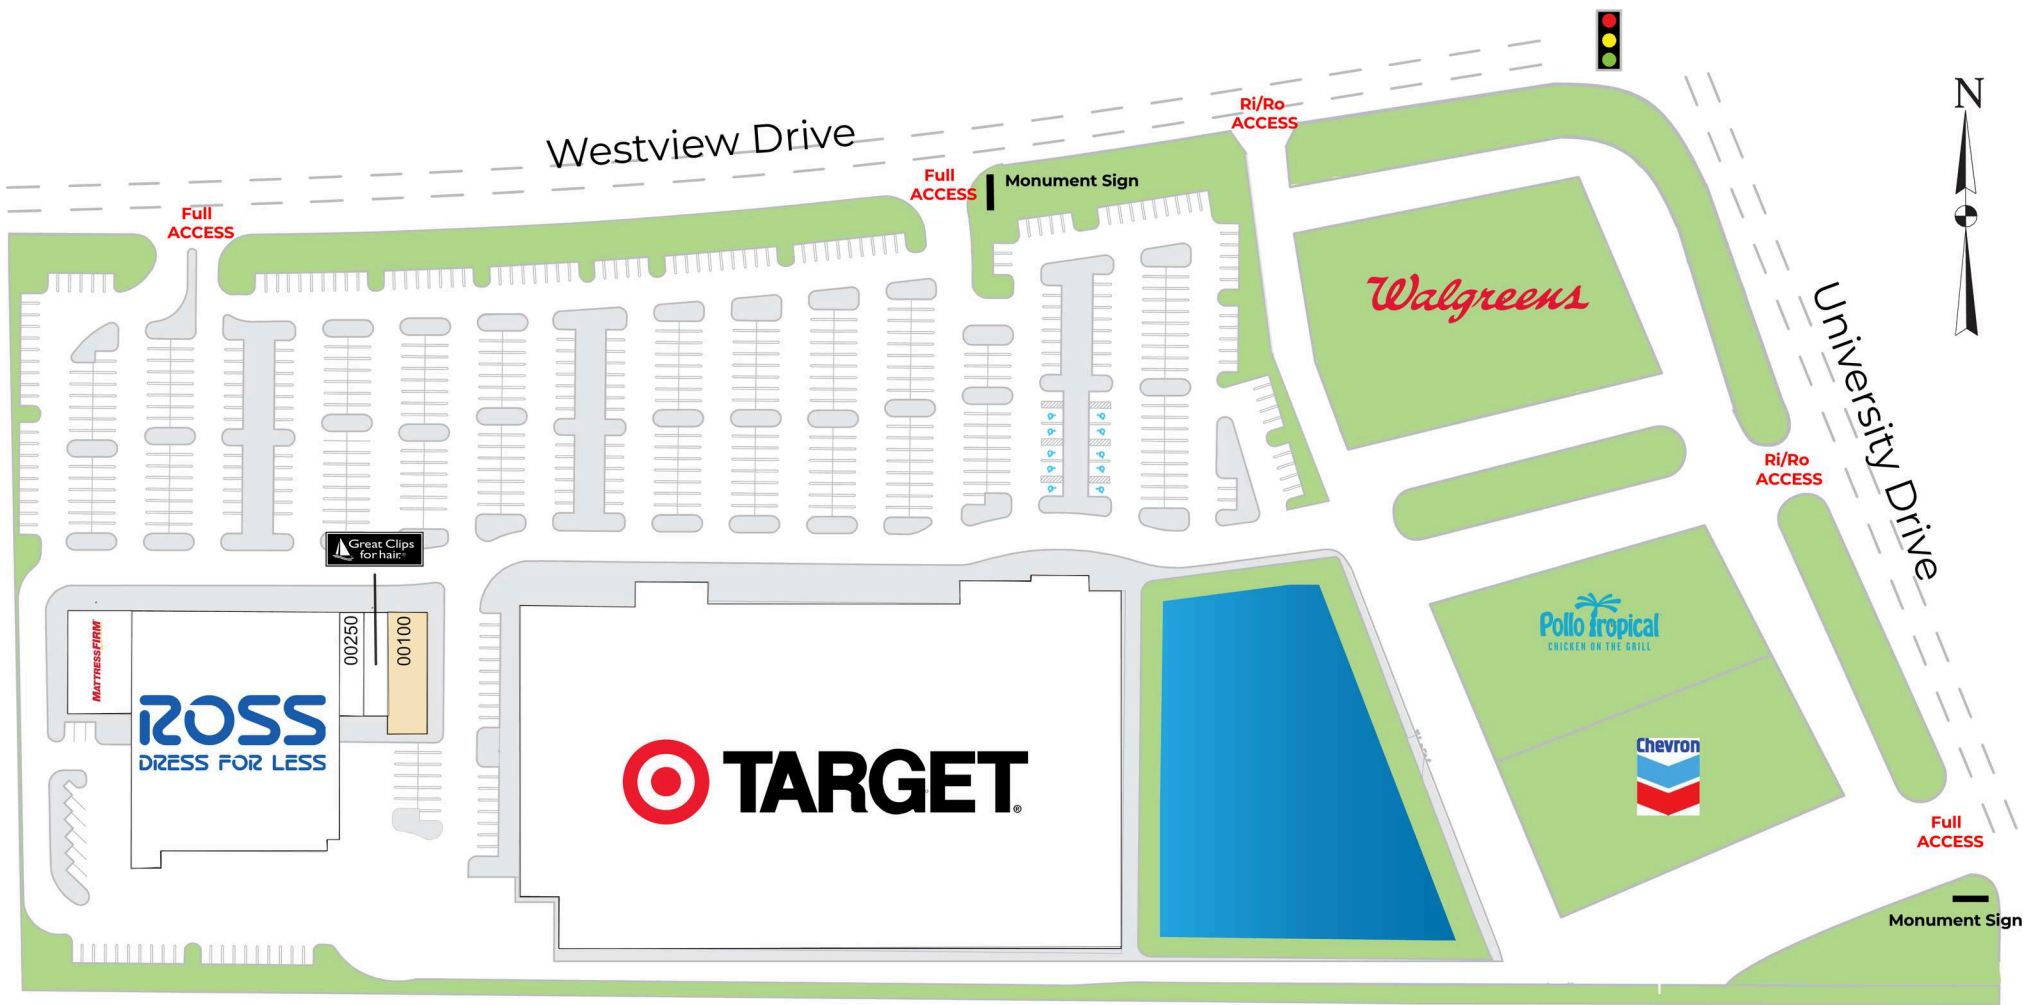 N
Ri/Ro
ACCESS
Westview Drive
Full
ACCESS
Monument Sign
Full
ACCESS
Walgreens
University Drive
Ri/Ro
ACCESS
Great Clips
for hair.®
MATTRESSFIRM
00250
00100
Pollo Tropical
CHICKEN ON THE GRILL
ROSS
DRESS FOR LESS
TARGET®
Chevron
Full
ACCESS
Monument Sign